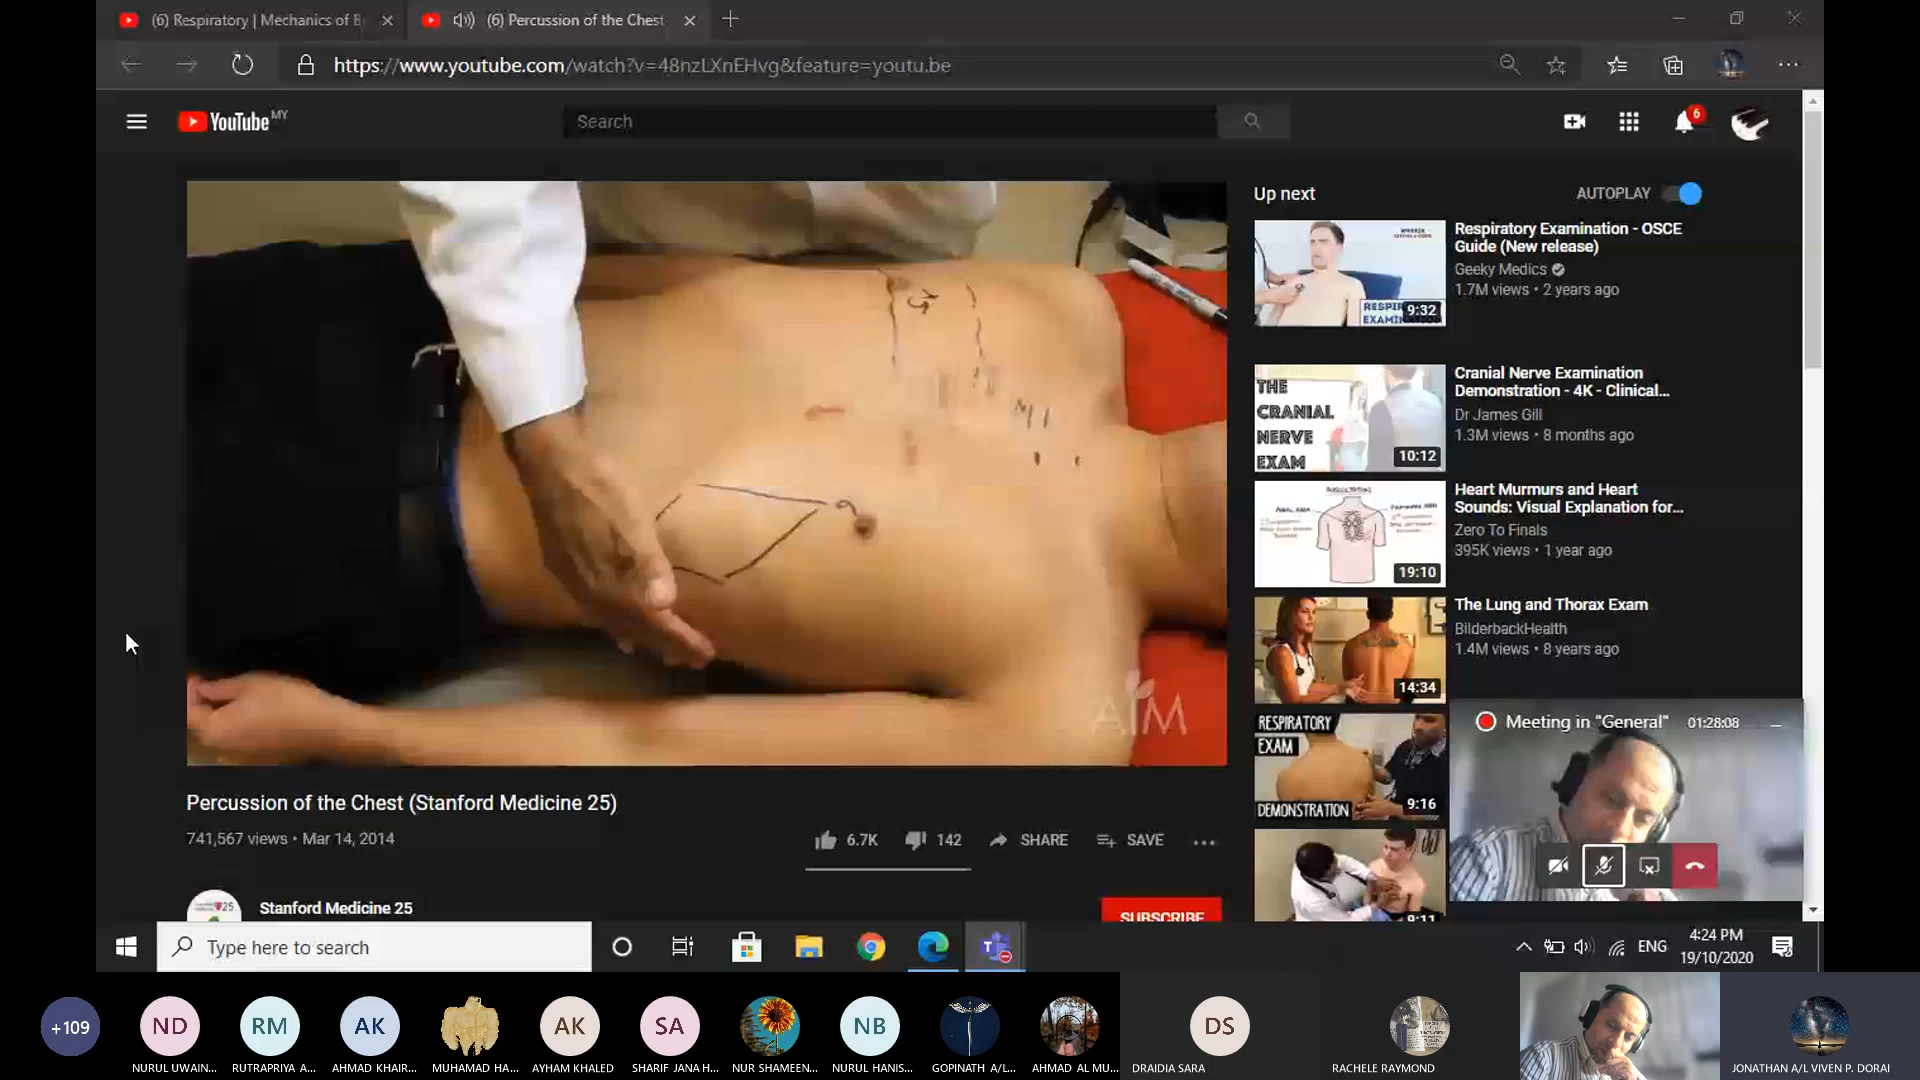 (6) Respiratory | Mechanics of B
(6) Percussion of the Chest
https://www.youtube.com/watch?v=48nzLXnEHvg&feature=youtu.be
YouTube MY
Search
6
Up next
AUTOPLAY
Respiratory Examination - OSCE
Guide (New release)
Geeky Medics
1.7M views • 2 years ago
9:32
Cranial Nerve Examination
Demonstration - 4K - Clinical...
Dr James Gill
1.3M views • 8 months ago
THE
CRANIAL
NERVE
EXAM
10:12
Heart Murmurs and Heart
Sounds: Visual Explanation for...
Zero To Finals
395K views • 1 year ago
19:10
The Lung and Thorax Exam
BilderbackHealth
1.4M views • 8 years ago
14:34
RESPIRATORY
EXAM
DEMONSTRATION
9:16
9:11
AIM
Meeting in "General"
01:28:08
Percussion of the Chest (Stanford Medicine 25)
741,567 views • Mar 14, 2014
6.7K
142
SHARE
SAVE
25
Stanford Medicine 25
SUBSCRIBE
Type here to search
ENG
4:24 PM
19/10/2020
+109
ND
RM
AK
AK
SA
NB
DS
NURUL UWAIN...
RUTRAPRIYA A...
AHMAD KHAIR...
MUHAMAD HA...
AYHAM KHALED
SHARIF JANA H...
NUR SHAMEEN...
NURUL HANIS...
GOPINATH A/L...
AHMAD AL MU...
DRAIDIA SARA
RACHELE RAYMOND
JONATHAN A/L VIVEN P. DORAI